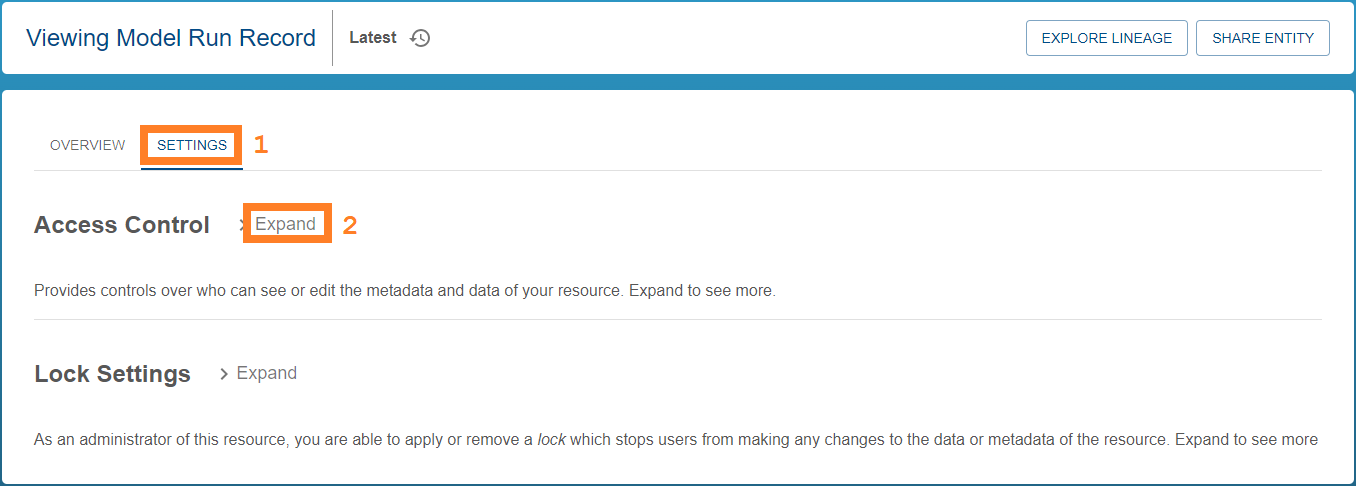 Viewing Model Run Record Latest EXPLORE LINEAGE SHARE ENTITY
OVERVIEW SETTINGS 1
Access Control Expand 2
Provides controls over who can see or edit the metadata and data of your resource. Expand to see more.
Lock Settings Expand
As an administrator of this resource, you are able to apply or remove a lock which stops users from making any changes to the data or metadata of the resource. Expand to see more